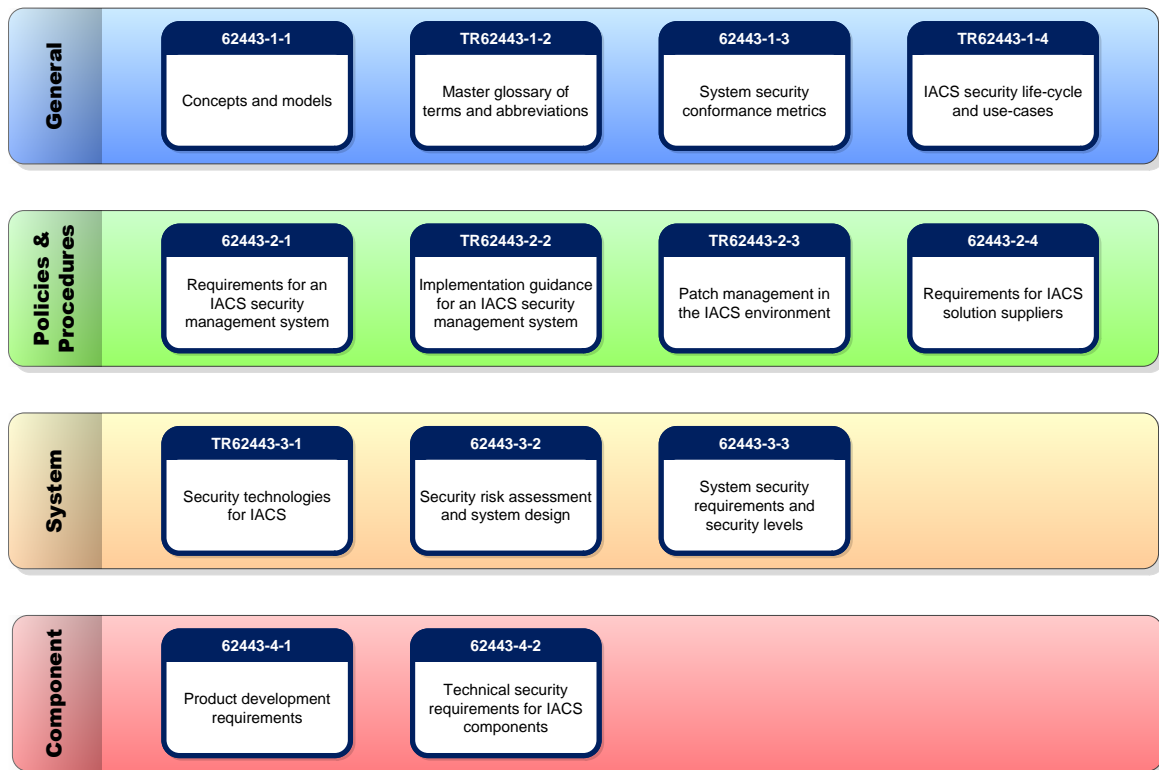 General
62443-1-1
Concepts and models
TR62443-1-2
Master glossary of
terms and abbreviations
62443-1-3
System security
conformance metrics
TR62443-1-4
IACS security life-cycle
and use-cases
Policies &
Procedures
62443-2-1
Requirements for an
IACS security
management system
TR62443-2-2
Implementation guidance
for an IACS security
management system
TR62443-2-3
Patch management in
the IACS environment
62443-2-4
Requirements for IACS
solution suppliers
System
TR62443-3-1
Security technologies
for IACS
62443-3-2
Security risk assessment
and system design
62443-3-3
System security
requirements and
security levels
Component
62443-4-1
Product development
requirements
62443-4-2
Technical security
requirements for IACS
components